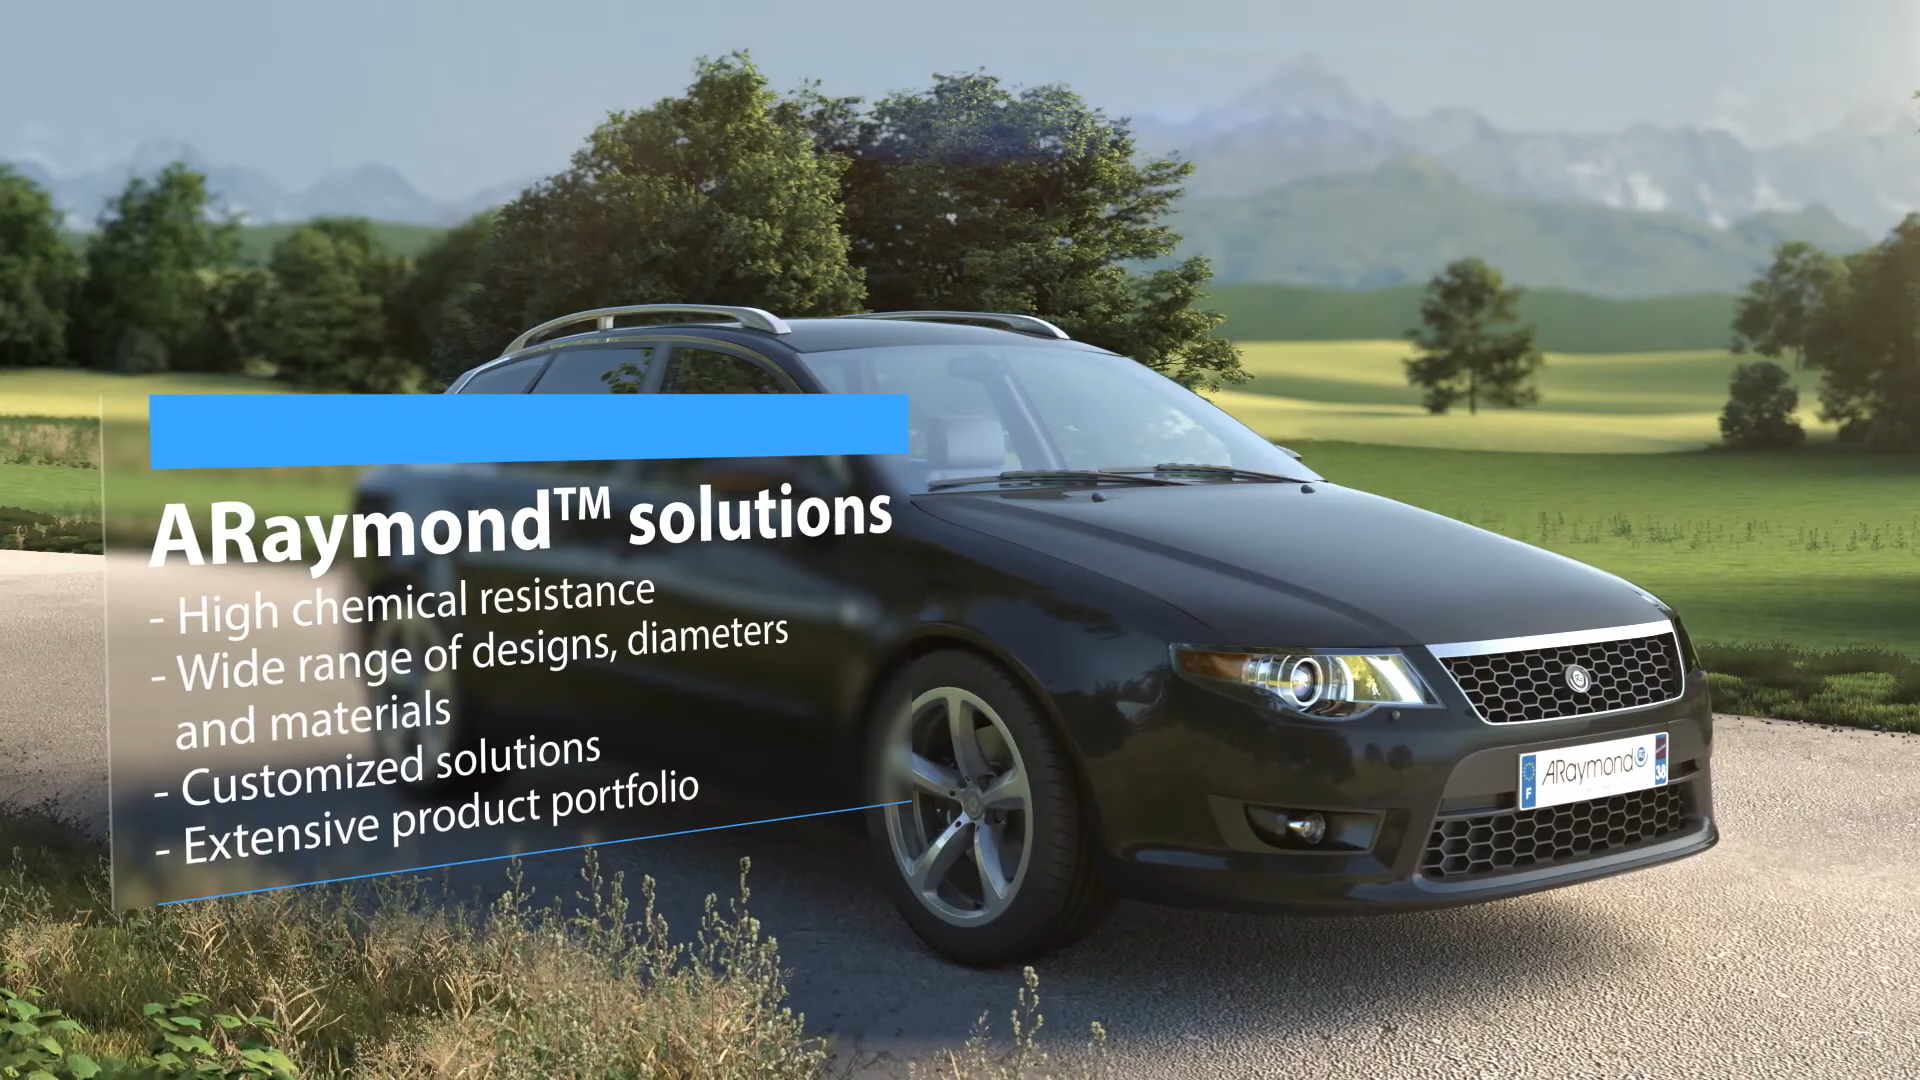 ARaymond™ solutions
- High chemical resistance
- Wide range of designs, diameters
and materials
- Customized solutions
- Extensive product portfolio
ARaymond
F
38